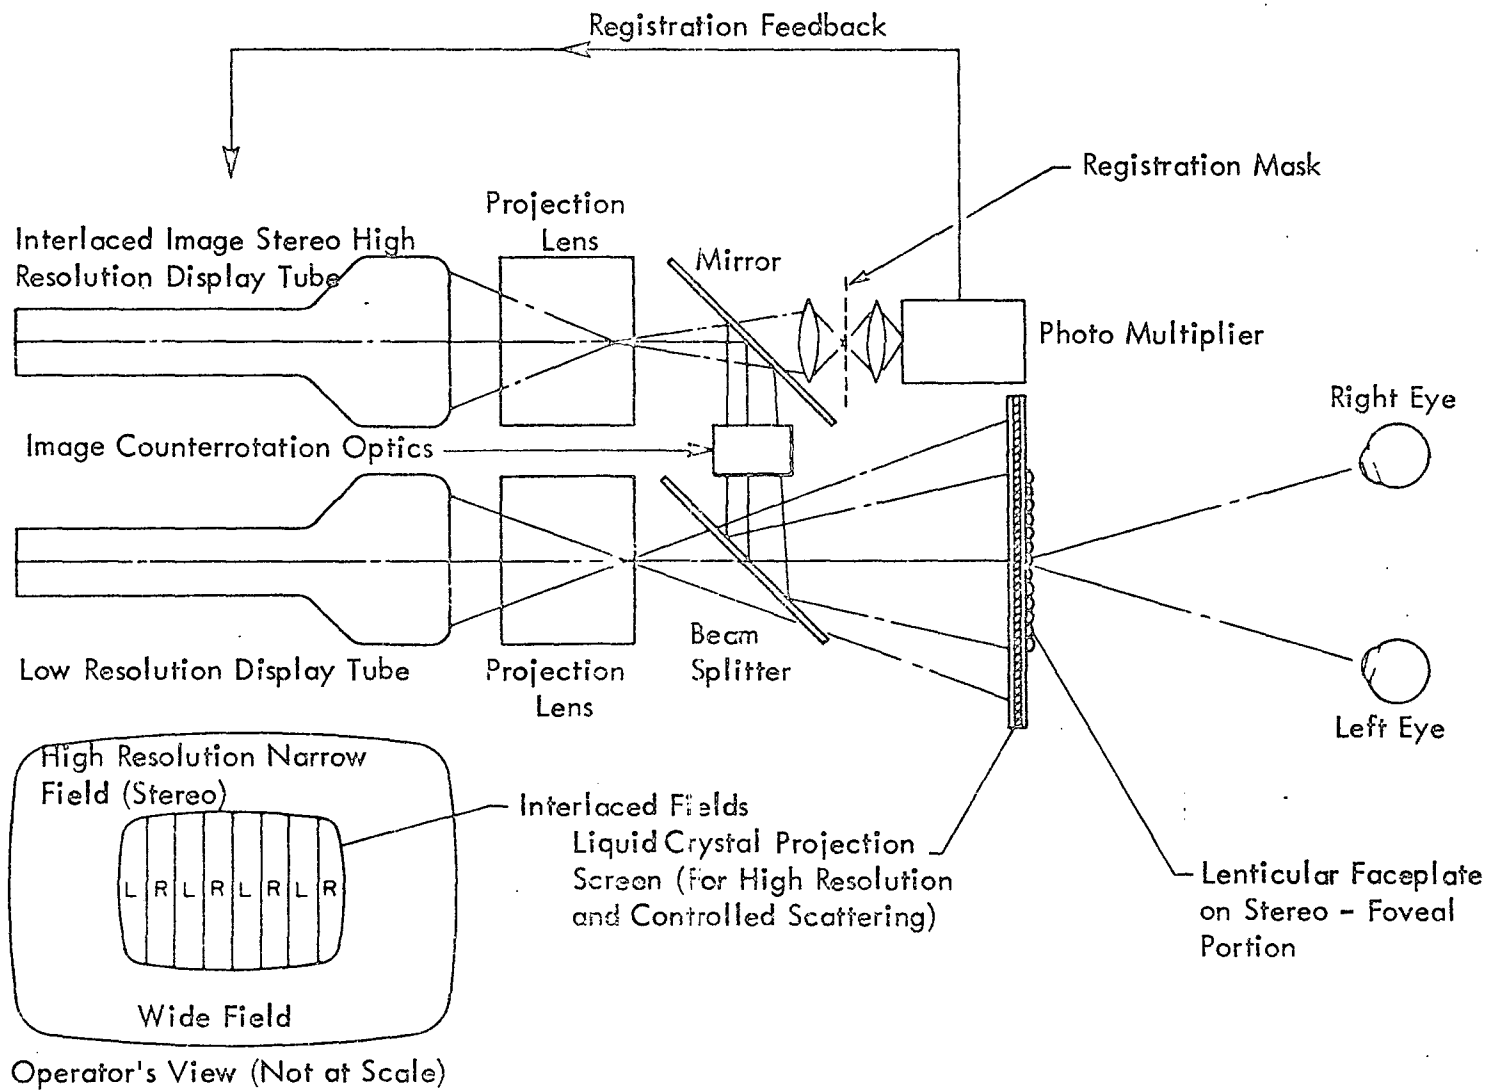 Registration Feedback
Registration Mask
Projection
Lens
Interlaced Image Stereo High
Resolution Display Tube
Mirror
Photo Multiplier
Right Eye
Image Counterrotation Optics
Beam
Splitter
Low Resolution Display Tube
Projection
Lens
Left Eye
High Resolution Narrow
Field (Stereo)
Interlaced Fields
Liquid Crystal Projection
Screen (For High Resolution
and Controlled Scattering)
Lenticular Faceplate
on Stereo - Foveal
Portion
L R L R L R L R
Wide Field
Operator's View (Not at Scale)